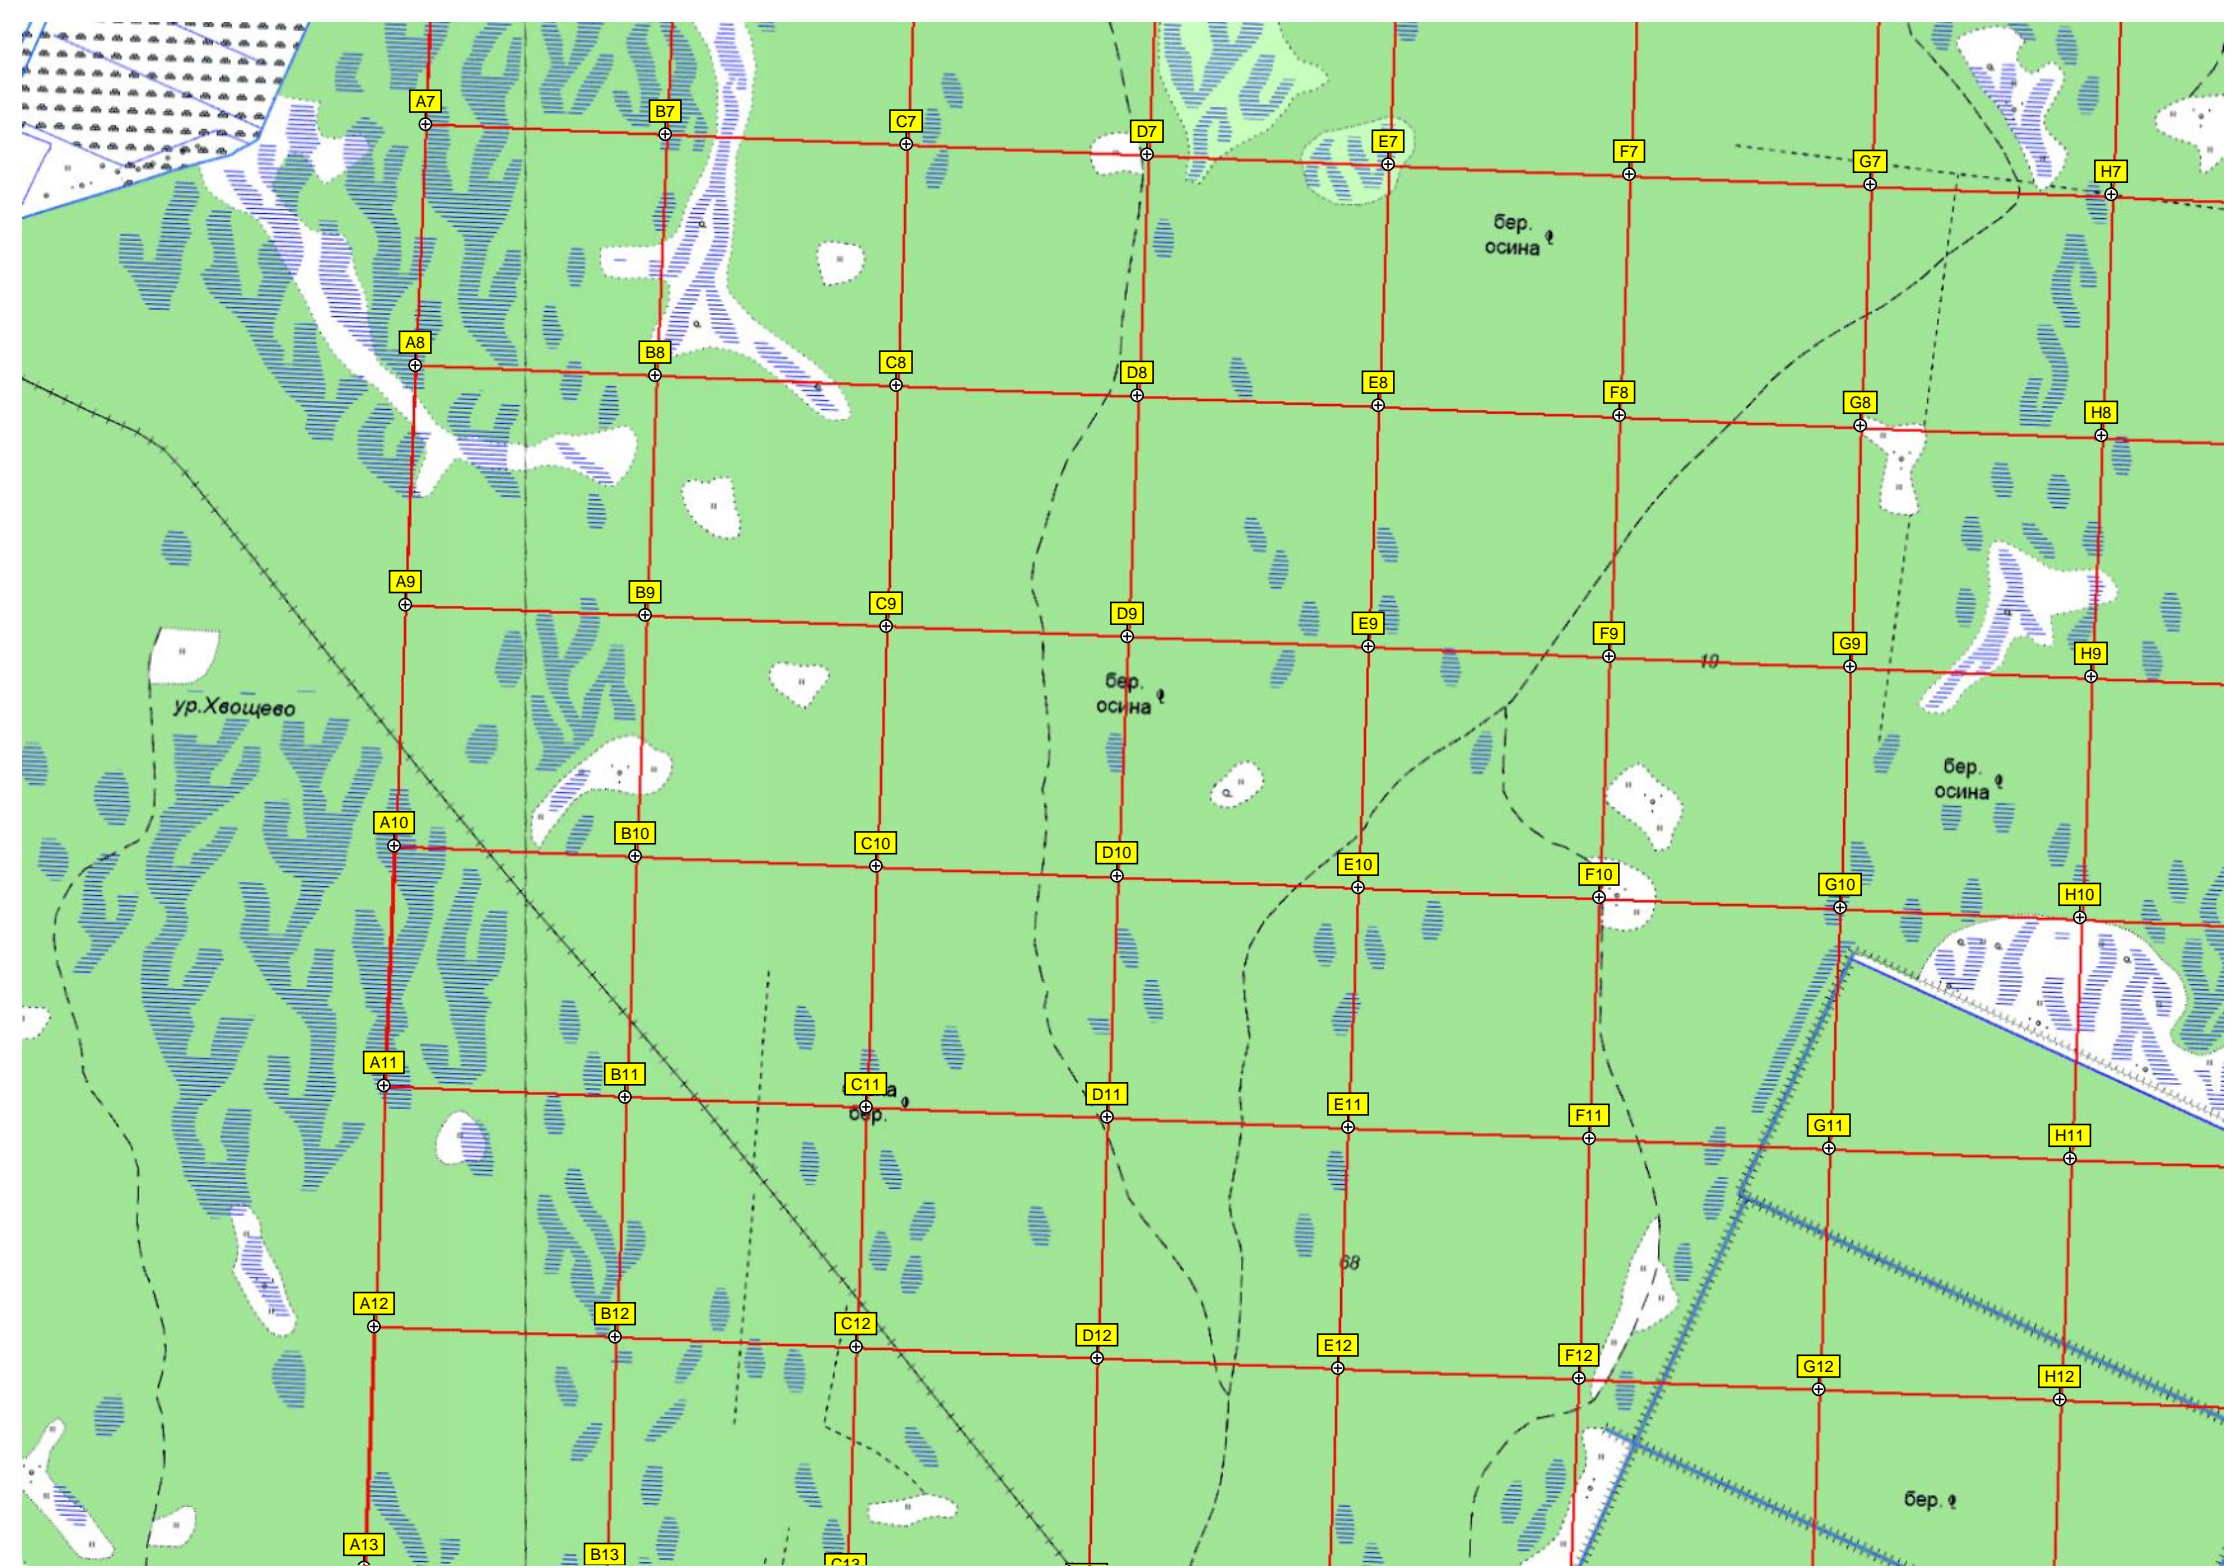 A7
B7
C7
D7
E7
F7
G7
H7
бер.
осина
A8
B8
C8
D8
E8
F8
G8
H8
A9
B9
C9
D9
E9
F9
G9
H9
19
ур.Хвощево
бер.
осина
бер.
осина
A10
B10
C10
D10
E10
F10
G10
H10
A11
B11
C11
D11
E11
F11
G11
H11
бер.
68
A12
B12
C12
D12
E12
F12
G12
H12
бер.
A13
B13
C13